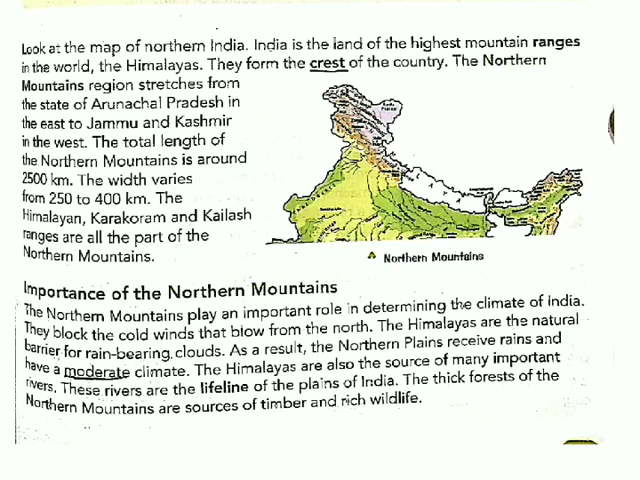 Look at the map of northern India. India is the land of the highest mountain ranges
in the world, the Himalayas. They form the crest of the country. The Northern
Mountains region stretches from
the state of Arunachal Pradesh in
the east to Jammu and Kashmir
in the west. The total length of
the Northern Mountains is around
2500 km. The width varies
from 250 to 400 km. The
Himalayan, Karakoram and Kailash
ranges are all the part of the
Northern Mountains.
Northern Mountains
Importance of the Northern Mountains
The Northern Mountains play an important role in determining the climate of India.
They block the cold winds that blow from the north. The Himalayas are the natural
barrier for rain-bearing clouds. As a result, the Northern Plains receive rains and
have a moderate climate. The Himalayas are also the source of many important
rivers. These rivers are the lifeline of the plains of India. The thick forests of the
Northern Mountains are sources of timber and rich wildlife.